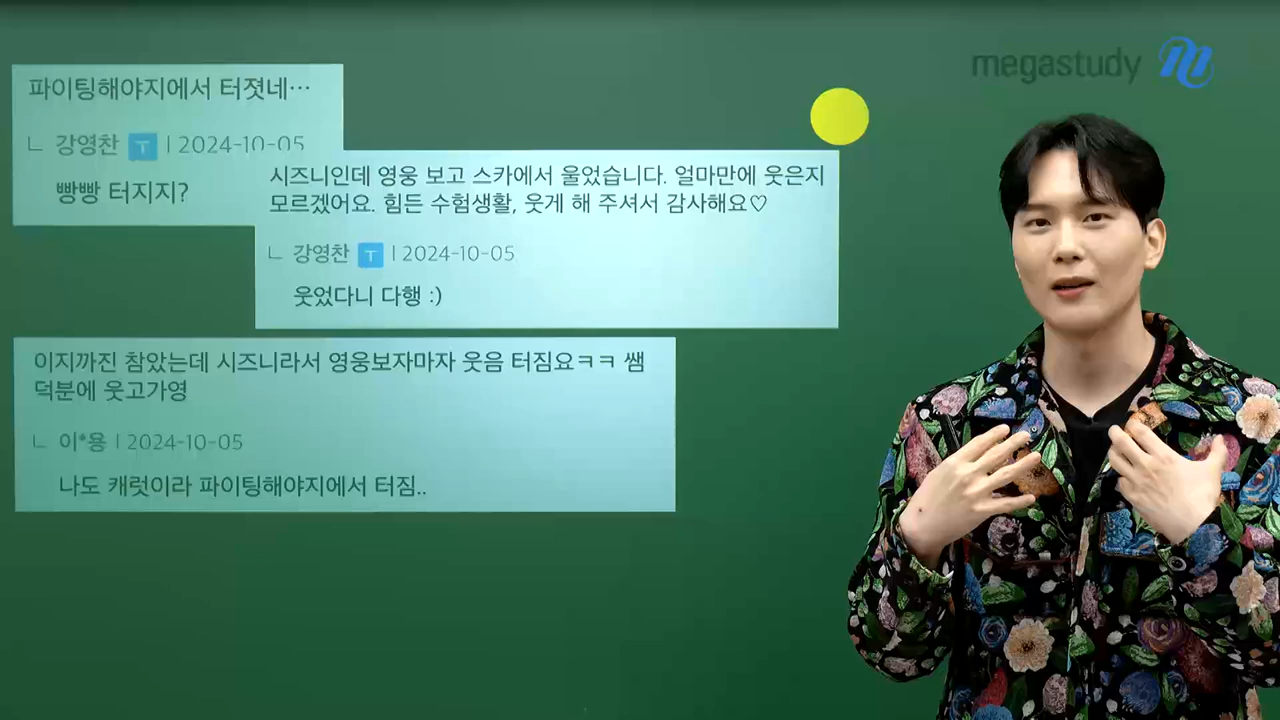 megastudy
파이팅해야지에서 터졋네…
ㄴ 강영찬 T | 2024-10-05
빵빵 터지지?
시즈니인데 영웅 보고 스카에서 울었습니다. 얼마만에 웃은지
모르겠어요. 힘든 수험생활, 웃게 해 주셔서 감사해요♡
ㄴ 강영찬 T | 2024-10-05
웃었다니 다행 :)
이지까진 참았는데 시즈니라서 영웅보자마자 웃음 터짐요ㅋㅋ 쌤
덕분에 웃고가영
ㄴ 이*용 | 2024-10-05
나도 캐럿이라 파이팅해야지에서 터짐..